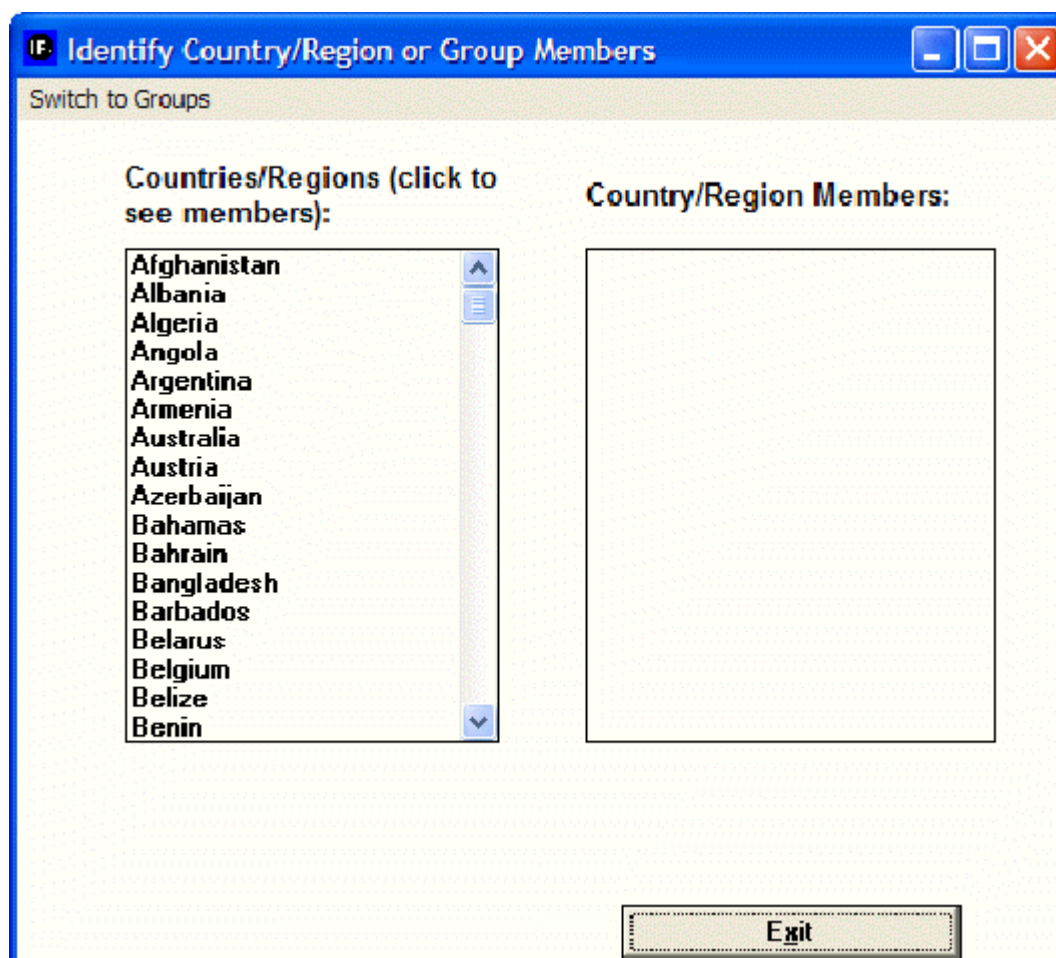 IFs Identify Country/Region or Group Members
Switch to Groups
Countries/Regions (click to
see members):
Country/Region Members:
Afghanistan
Albania
Algeria
Angola
Argentina
Armenia
Australia
Austria
Azerbaijan
Bahamas
Bahrain
Bangladesh
Barbados
Belarus
Belgium
Belize
Benin
Exit